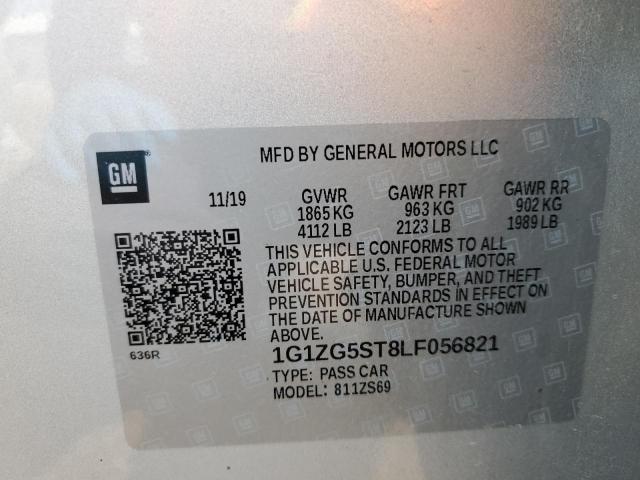 GM
MFD BY GENERAL MOTORS LLC
11/19 GVWR GAWR FRT GAWR RR
1865 KG 963 KG 902 KG
4112 LB 2123 LB 1989 LB
THIS VEHICLE CONFORMS TO ALL
APPLICABLE U.S. FEDERAL MOTOR
VEHICLE SAFETY, BUMPER, AND THEFT
PREVENTION STANDARDS IN EFFECT ON
THE DATE OF MANUFACTURE SHOWN
ABOVE.
636R
1G1ZG5ST8LF056821
TYPE: PASS CAR
MODEL: 811ZS69